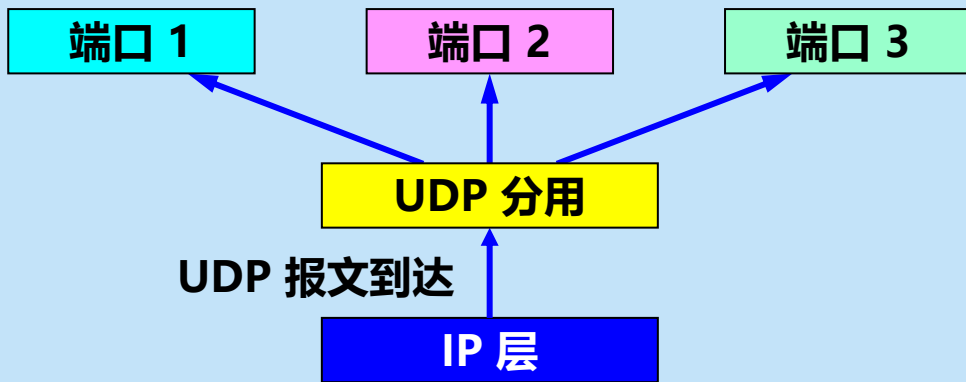 端口 1
端口 2
端口 3
UDP 分用
UDP 报文到达
IP 层